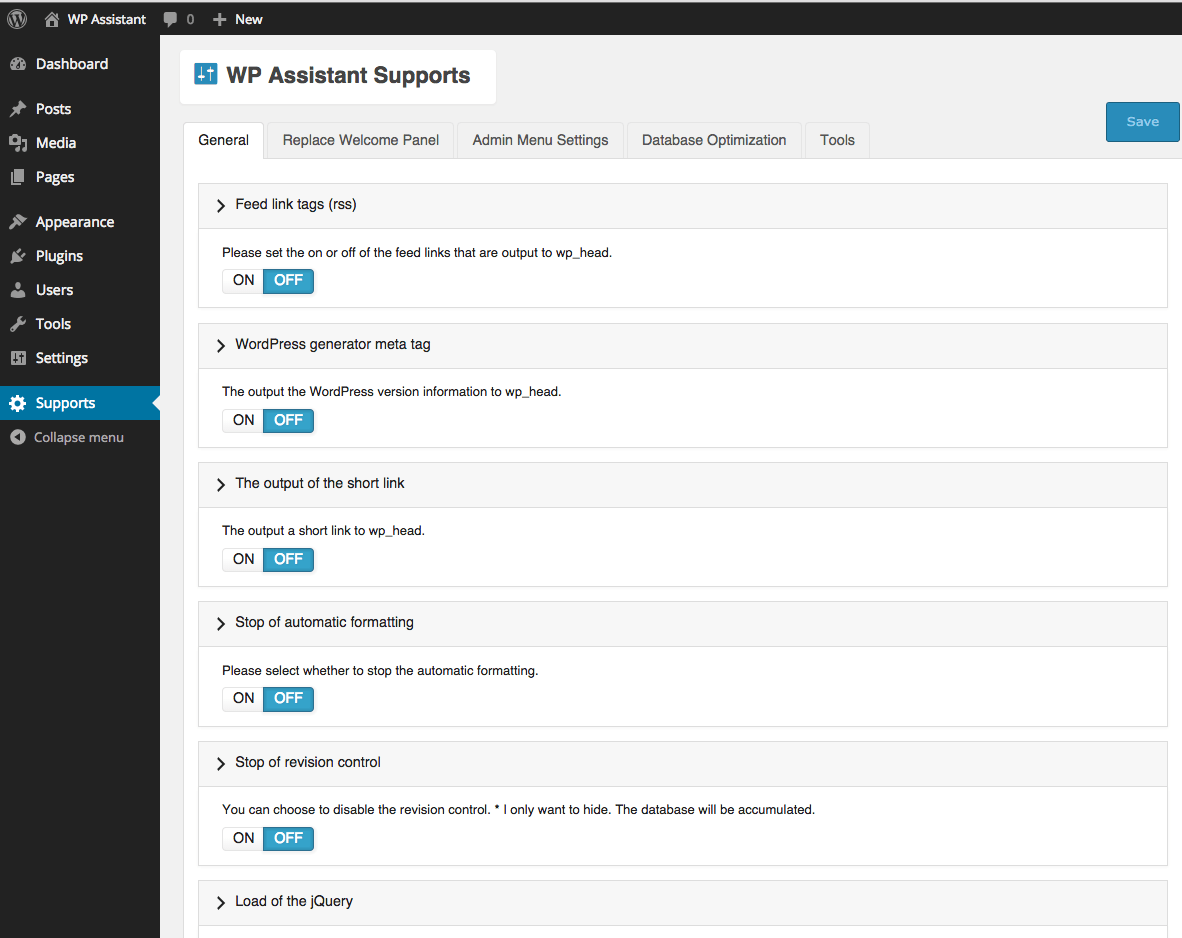 WP Assistant 0 New
Dashboard
Posts
Media
Pages
Appearance
Plugins
Users
Tools
Settings
Supports
Collapse menu
WP Assistant Supports
Save
General Replace Welcome Panel Admin Menu Settings Database Optimization Tools
Feed link tags (rss)
Please set the on or off of the feed links that are output to wp_head.
ON OFF
WordPress generator meta tag
The output the WordPress version information to wp_head.
ON OFF
The output of the short link
The output a short link to wp_head.
ON OFF
Stop of automatic formatting
Please select whether to stop the automatic formatting.
ON OFF
Stop of revision control
You can choose to disable the revision control. * I only want to hide. The database will be accumulated.
ON OFF
Load of the jQuery